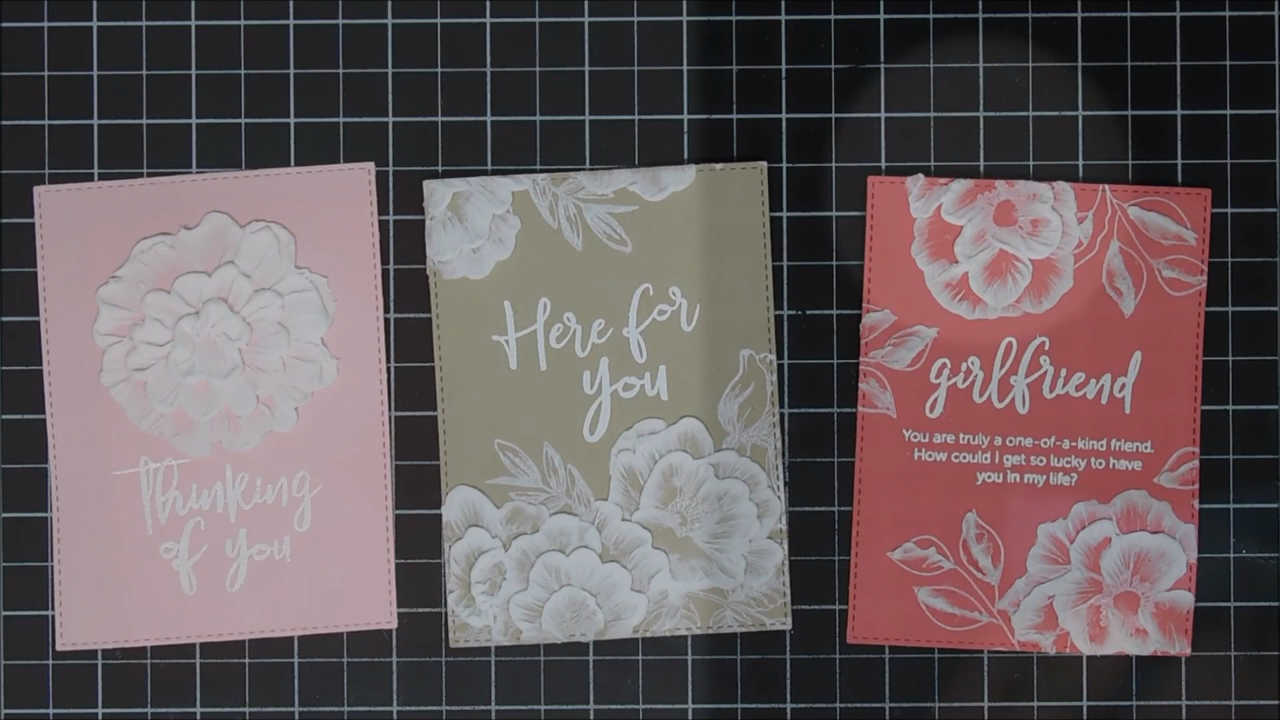 Thinking
of you
Here for
you
girlfriend
You are truly a one-of-a-kind friend.
How could I get so lucky to have
you in my life?